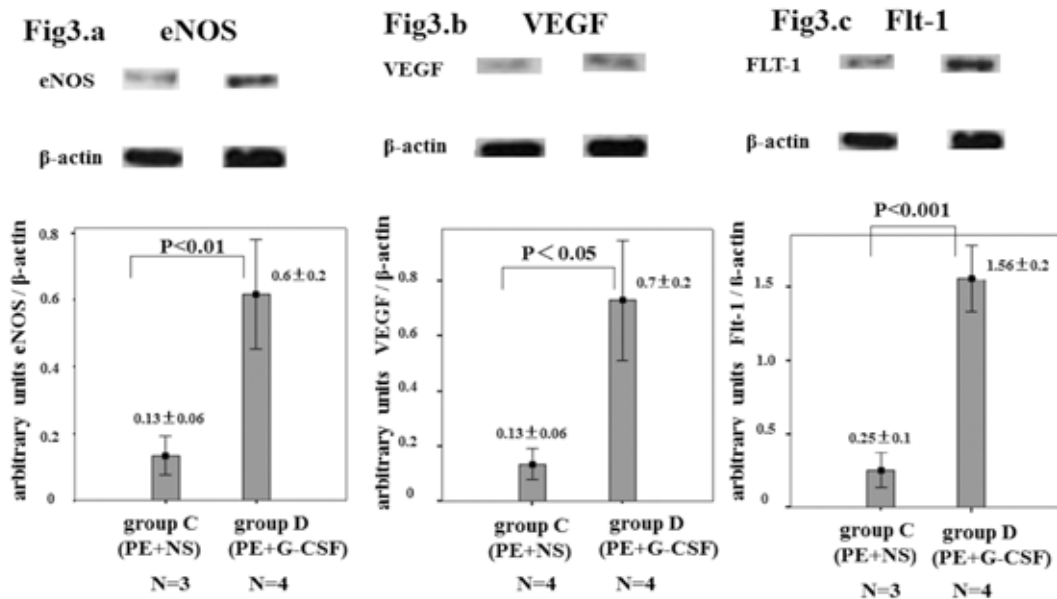 Fig3.a eNOS
eNOS
β-actin
arbitrary units eNOS / β-actin
0.8
0.6
0.4
0.2
0
P<0.01
0.6±0.2
0.13±0.06
group C
(PE+NS)
N=3
group D
(PE+G-CSF)
N=4
Fig3.b VEGF
VEGF
β-actin
arbitrary units VEGF / β-actin
0.8
0.6
0.4
0.2
0
P<0.05
0.7±0.2
0.13±0.06
group C
(PE+NS)
N=4
group D
(PE+G-CSF)
N=4
Fig3.c Flt-1
FLT-1
β-actin
arbitrary units Flt-1 / ß-actin
1.5
1.0
.5
0
P<0.001
1.56±0.2
0.25±0.1
group C
(PE+NS)
N=3
group D
(PE+G-CSF)
N=4